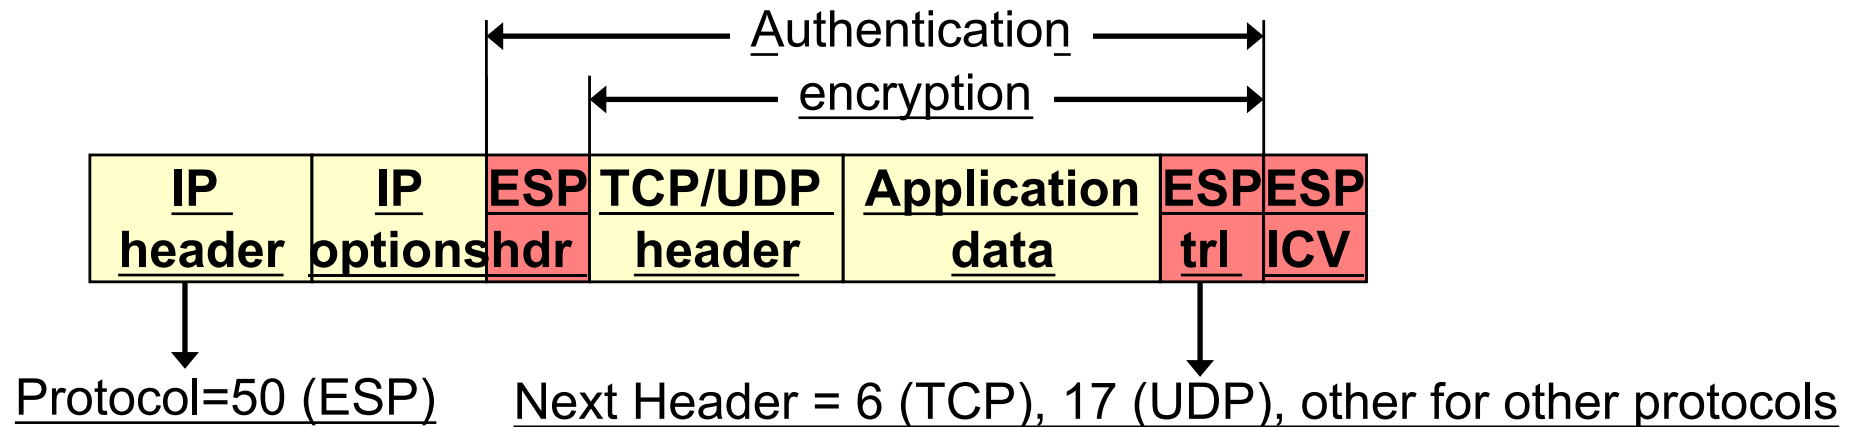 Authentication
encryption
IP header
IP options
ESP hdr
TCP/UDP header
Application data
ESP trl
ESP ICV
Protocol=50 (ESP)
Next Header = 6 (TCP), 17 (UDP), other for other protocols